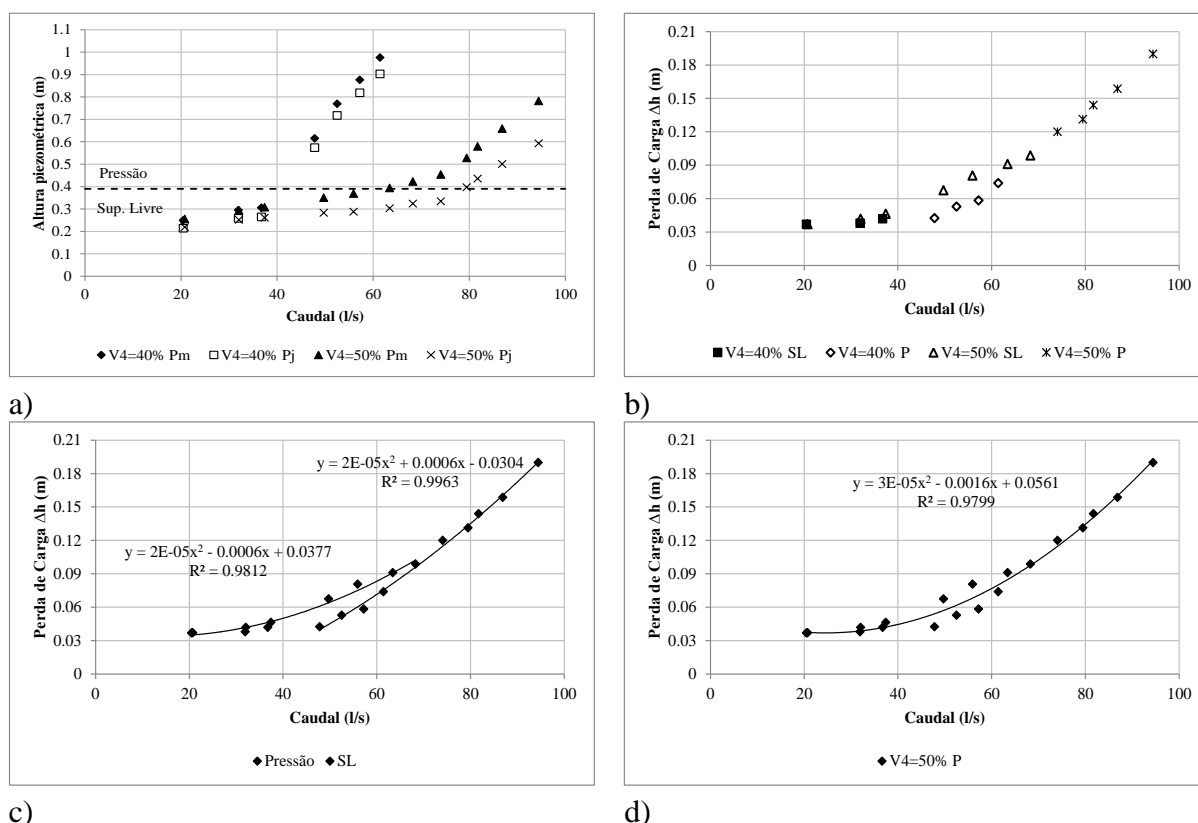 1.1
1
0.9
0.8
0.7
0.6
0.5
0.4
0.3
0.2
0.1
0
Altura piezométrica (m)
Pressão
Sup. Livre
0 20 40 60 80 100
Caudal (l/s)
V4=40% Pm V4=40% Pj V4=50% Pm V4=50% Pj
a)
0.21
0.18
0.15
0.12
0.09
0.06
0.03
0
Perda de Carga Δh (m)
0 20 40 60 80 100
Caudal (l/s)
V4=40% SL V4=40% P V4=50% SL V4=50% P
b)
0.21
0.18
0.15
0.12
0.09
0.06
0.03
0
Perda de Carga Δh (m)
y = 2E-05x² + 0.0006x - 0.0304
R² = 0.9963
y = 2E-05x² - 0.0006x + 0.0377
R² = 0.9812
0 20 40 60 80 100
Caudal (l/s)
Pressão SL
c)
0.21
0.18
0.15
0.12
0.09
0.06
0.03
0
Perda de Carga Δh (m)
y = 3E-05x² - 0.0016x + 0.0561
R² = 0.9799
0 20 40 60 80 100
Caudal (l/s)
V4=50% P
d)